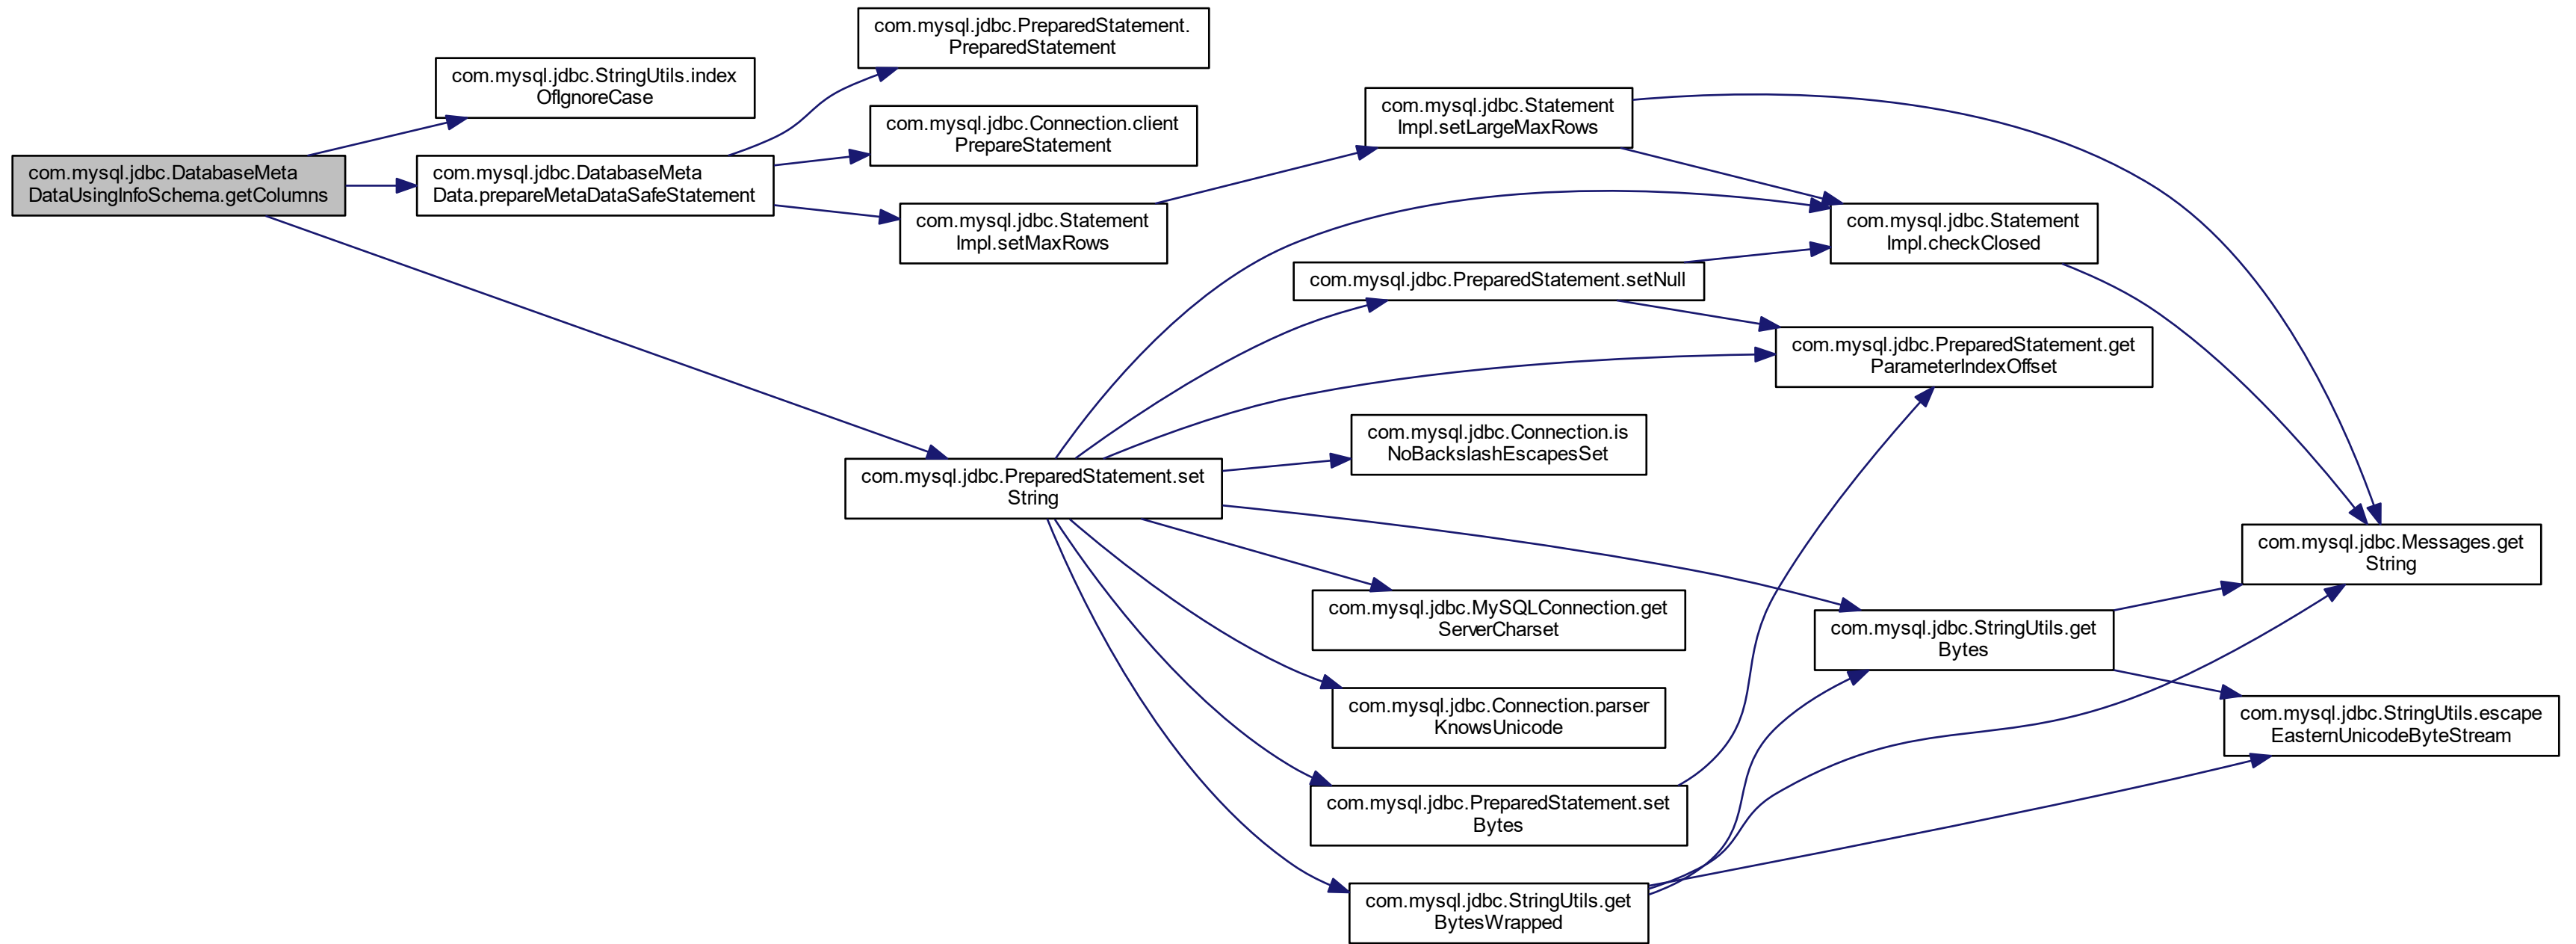 com.mysql.jdbc.PreparedStatement.
PreparedStatement
com.mysql.jdbc.StringUtils.index
OfIgnoreCase
com.mysql.jdbc.Statement
Impl.setLargeMaxRows
com.mysql.jdbc.Connection.client
PrepareStatement
com.mysql.jdbc.DatabaseMeta
DataUsingInfoSchema.getColumns
com.mysql.jdbc.DatabaseMeta
Data.prepareMetaDataSafeStatement
com.mysql.jdbc.Statement
Impl.setMaxRows
com.mysql.jdbc.Statement
Impl.checkClosed
com.mysql.jdbc.PreparedStatement.setNull
com.mysql.jdbc.PreparedStatement.get
ParameterIndexOffset
com.mysql.jdbc.Connection.is
NoBackslashEscapesSet
com.mysql.jdbc.PreparedStatement.set
String
com.mysql.jdbc.Messages.get
String
com.mysql.jdbc.MySQLConnection.get
ServerCharset
com.mysql.jdbc.StringUtils.get
Bytes
com.mysql.jdbc.Connection.parser
KnowsUnicode
com.mysql.jdbc.StringUtils.escape
EasternUnicodeByteStream
com.mysql.jdbc.PreparedStatement.set
Bytes
com.mysql.jdbc.StringUtils.get
BytesWrapped